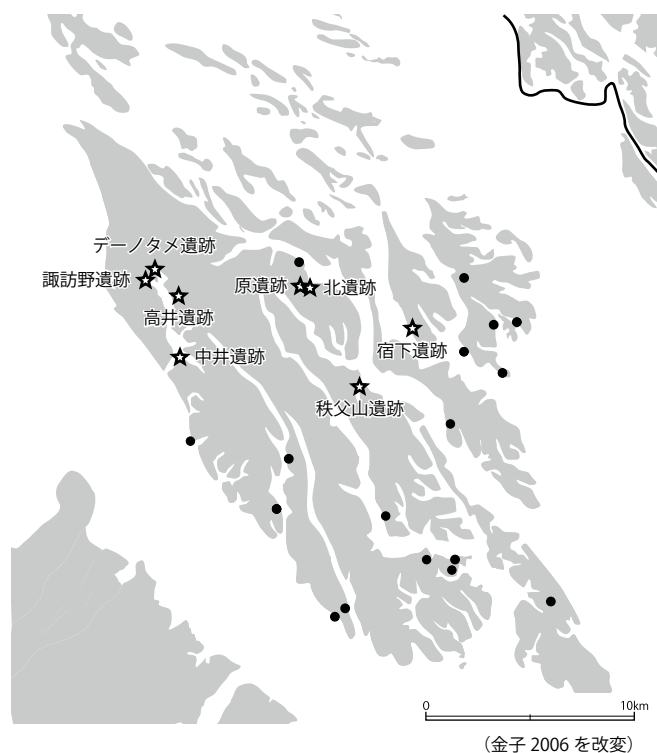 デーノタメ遺跡
諏訪野遺跡
原遺跡
北遺跡
高井遺跡
宿下遺跡
中井遺跡
秩父山遺跡
0
10km
（金子 2006 を改変）